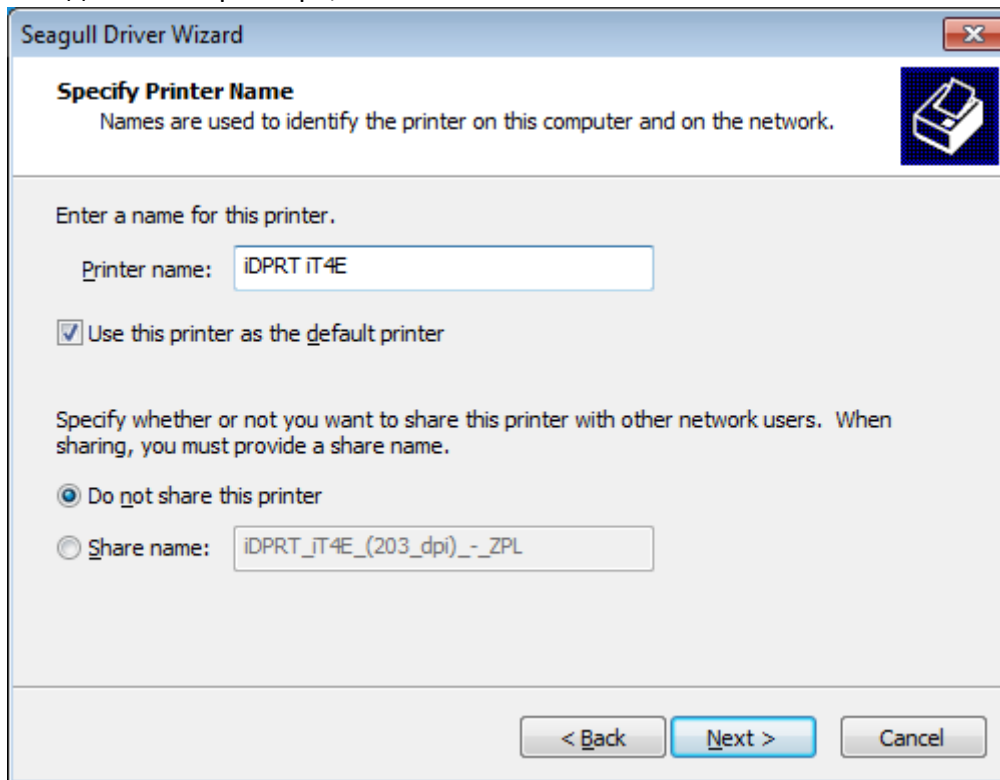 Seagull Driver Wizard
Specify Printer Name
Names are used to identify the printer on this computer and on the network.
Enter a name for this printer.
Printer name: iDPRT iT4E
Use this printer as the default printer
Specify whether or not you want to share this printer with other network users. When
sharing, you must provide a share name.
Do not share this printer
Share name: iDPRT_iT4E_(203_dpi)_-_ZPL
< Back Next > Cancel